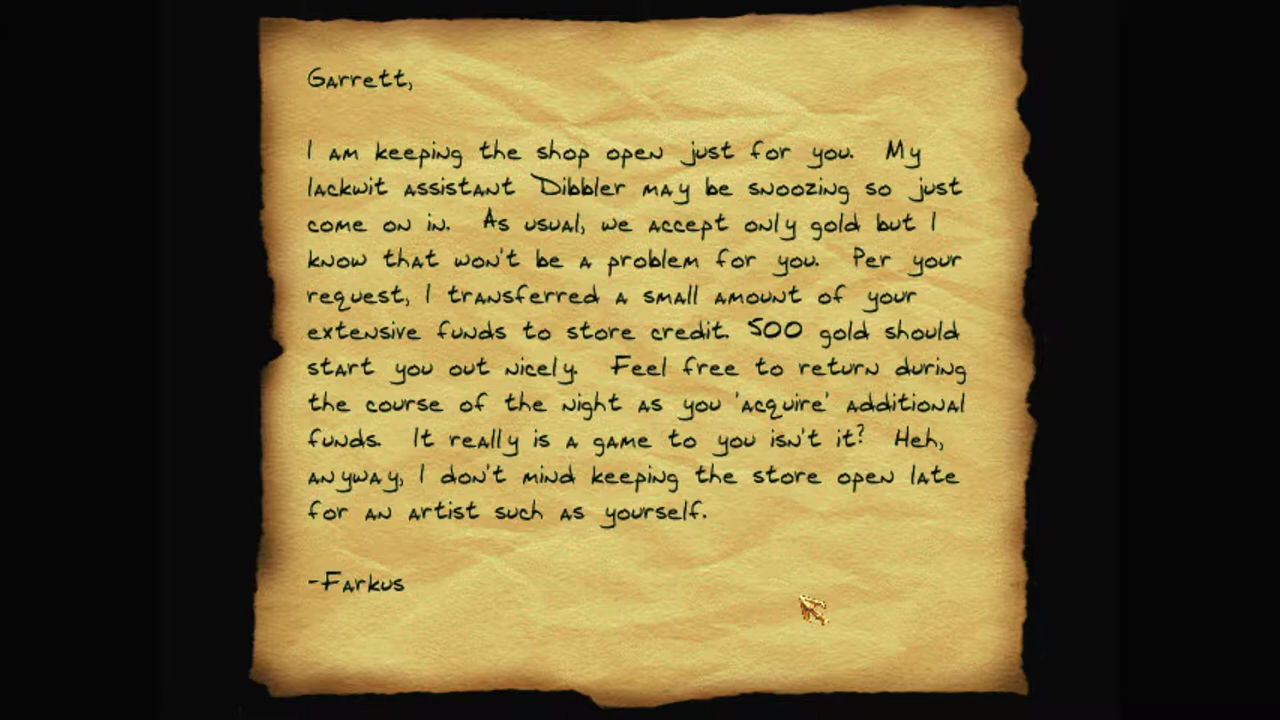 Garrett,
I am keeping the shop open just for you. My
lackwit assistant Dibbler may be snoozing so just
come on in. As usual, we accept only gold but I
know that won't be a problem for you. Per your
request, I transferred a small amount of your
extensive funds to store credit. 500 gold should
start you out nicely. Feel free to return during
the course of the night as you 'acquire' additional
funds. It really is a game to you isn't it? Heh,
anyway, I don't mind keeping the store open late
for an artist such as yourself.
-Farkus